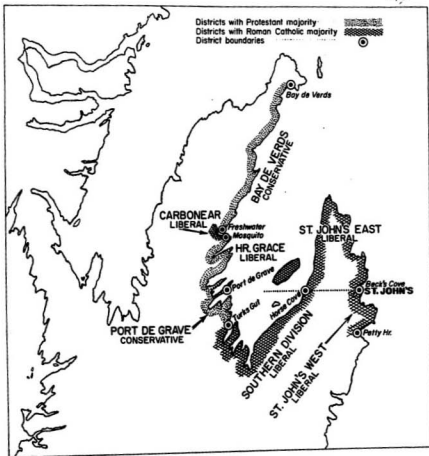 Districts with Protestant majority
Districts with Roman Catholic majority
District boundaries
Bay de Verds
BAY DE VERDS
CONSERVATIVE
CARBONEAR
LIBERAL
Freshwater
Mosquito
ST. JOHN'S EAST
LIBERAL
HR. GRACE
LIBERAL
Port de Grave
Beck's Cove
ST. JOHN'S
Horse Cove
Turks Gut
PORT DE GRAVE
CONSERVATIVE
Petty Hr.
SOUTHERN DIVISION
LIBERAL
ST. JOHN'S WEST
LIBERAL